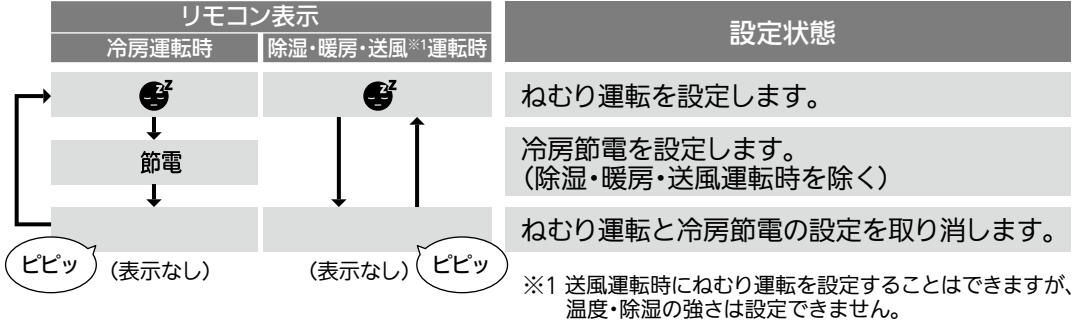 リモコン表示
冷房運転時
除湿・暖房・送風※1運転時
設定状態
zz
zz
ねむり運転を設定します。
節電
冷房節電を設定します。
（除湿・暖房・送風運転時を除く）
ねむり運転と冷房節電の設定を取り消します。
ピピッ
（表示なし）
（表示なし）
ピピッ
※1 送風運転時にねむり運転を設定することはできますが、
温度・除湿の強さは設定できません。